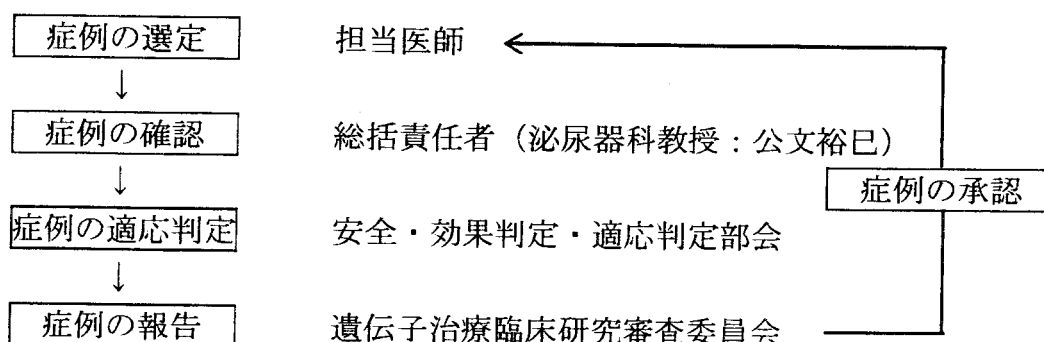 症例の選定 担当医師
↓
症例の確認 総括責任者（泌尿器科教授：公文裕巳）
↓
症例の承認
症例の適応判定 安全・効果判定・適応判定部会
↓
症例の報告 遺伝子治療臨床研究審査委員会